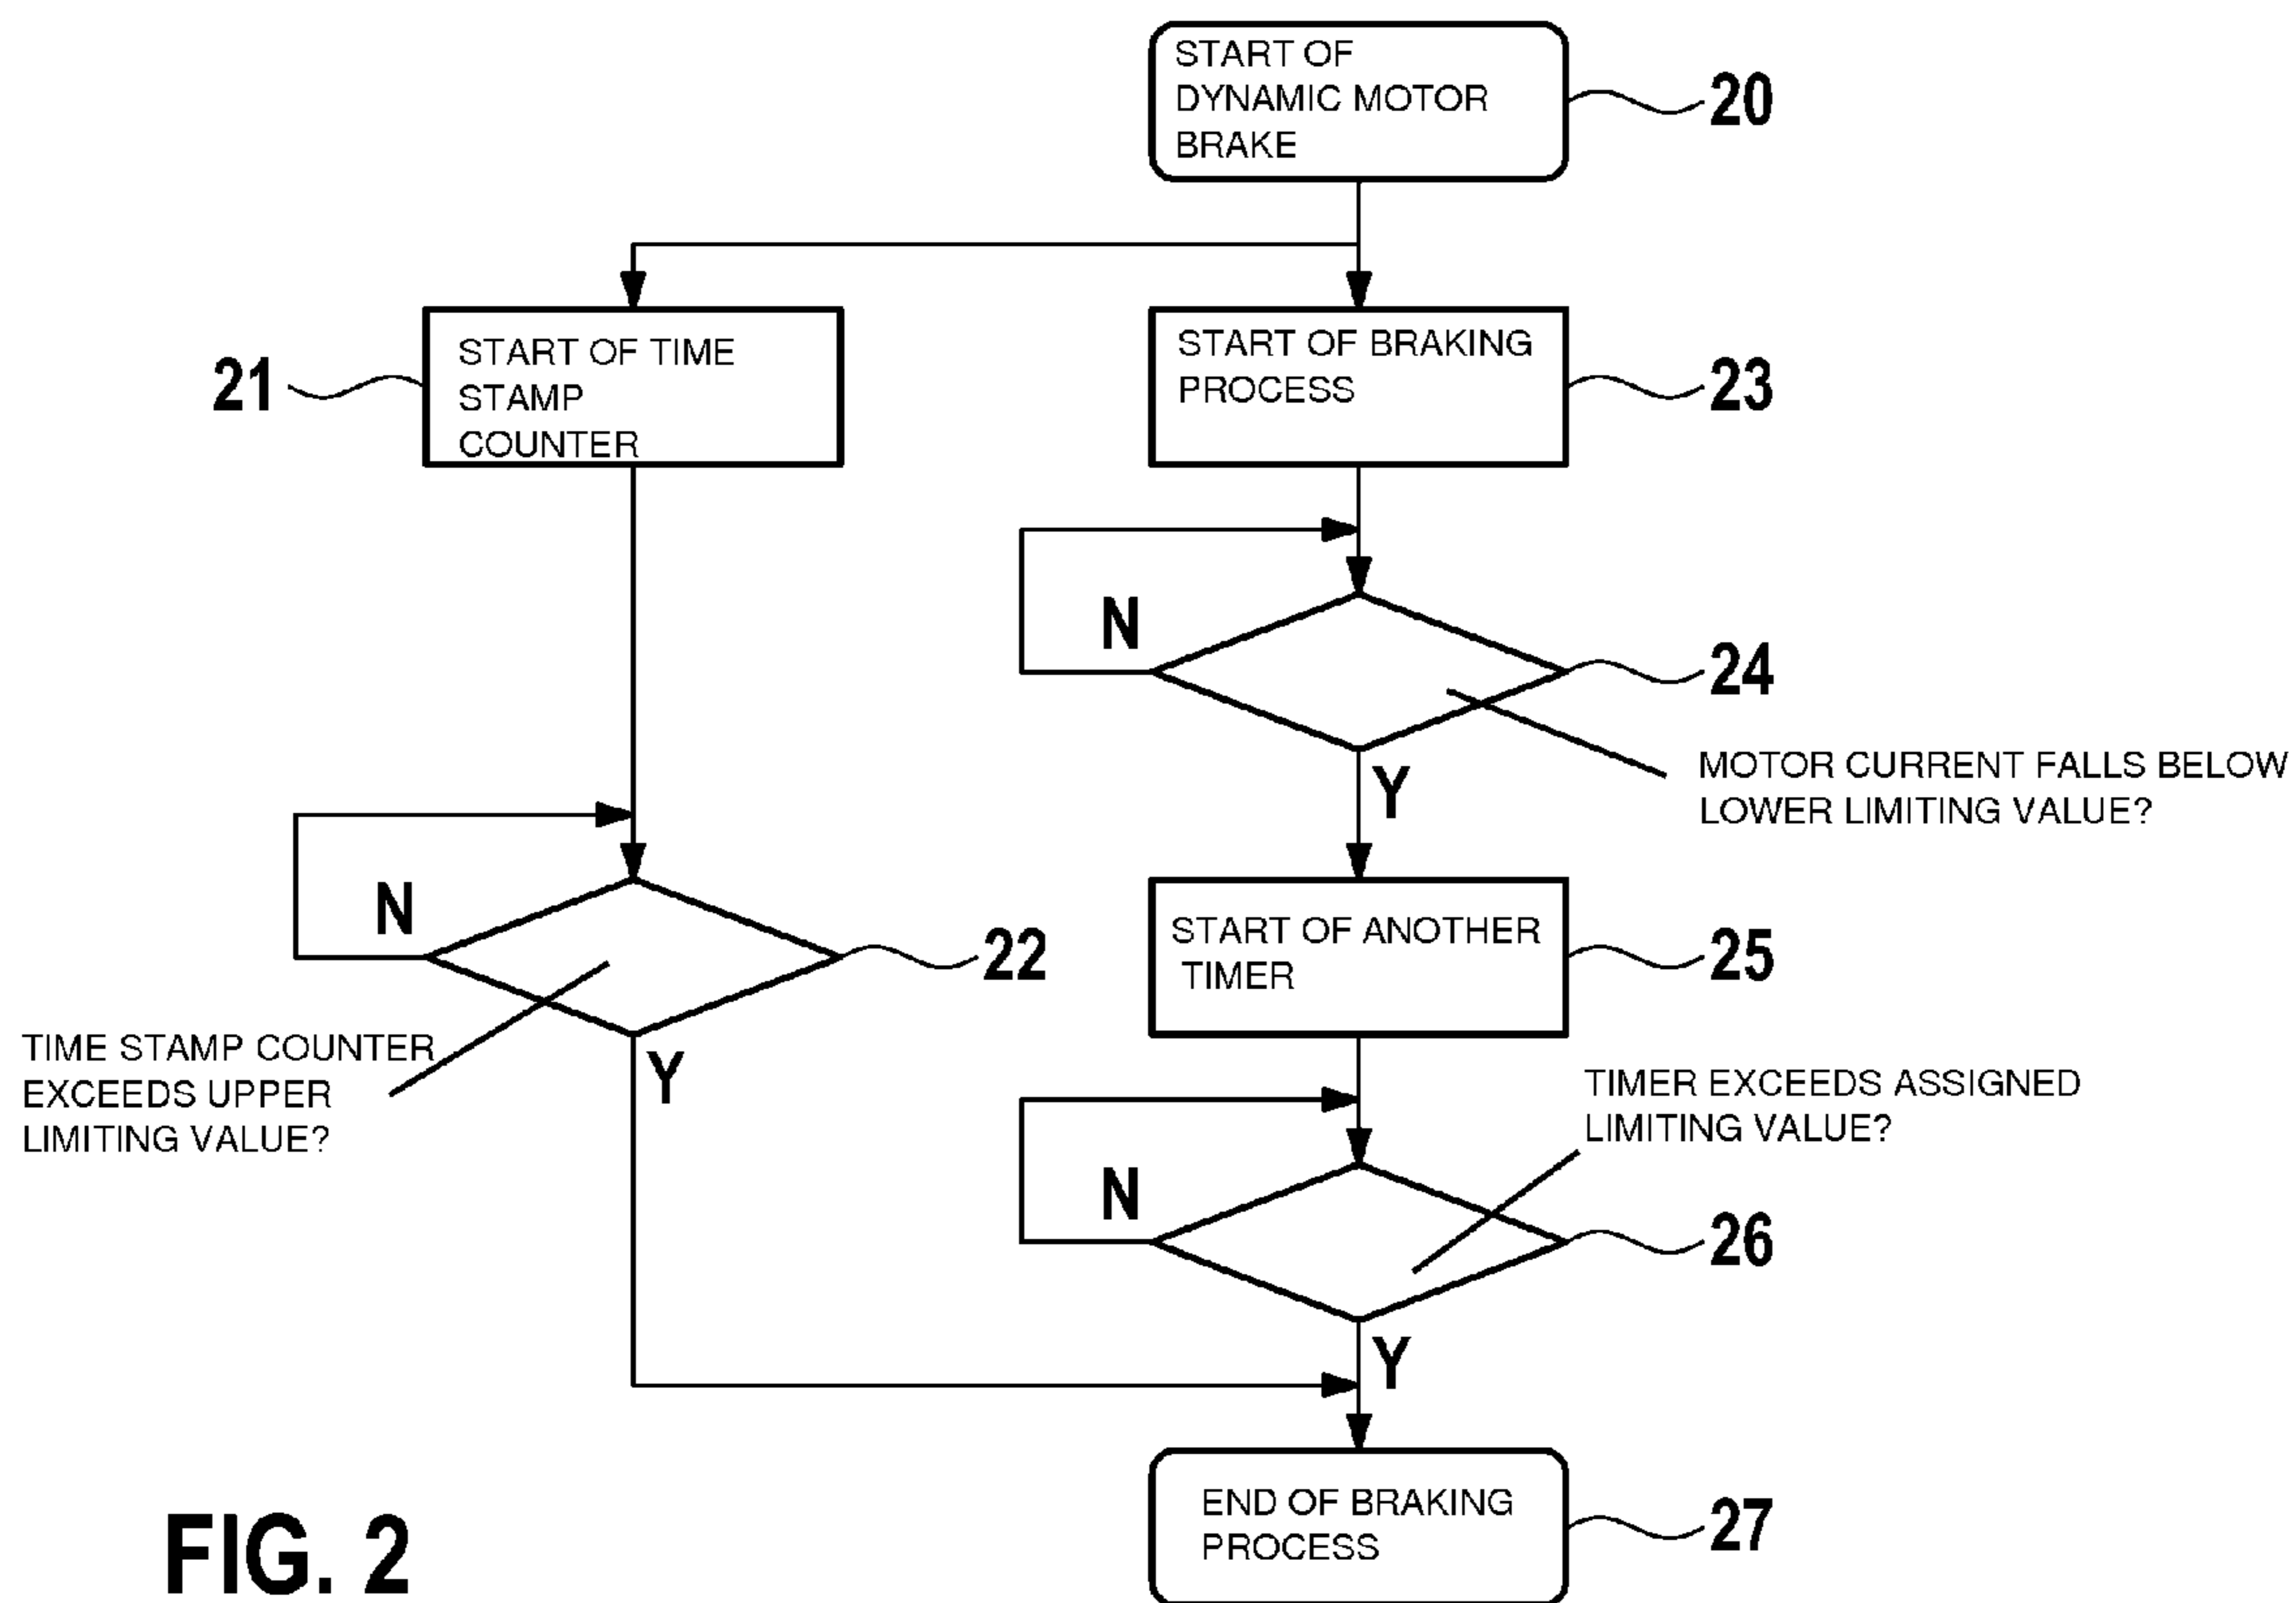 START OF
DYNAMIC MOTOR
BRAKE
20
21
START OF TIME
STAMP
COUNTER
START OF BRAKING
PROCESS
23
N
24
MOTOR CURRENT FALLS BELOW
LOWER LIMITING VALUE?
Y
N
22
TIME STAMP COUNTER
EXCEEDS UPPER
LIMITING VALUE?
Y
START OF ANOTHER
TIMER
25
TIMER EXCEEDS ASSIGNED
LIMITING VALUE?
N
26
Y
END OF BRAKING
PROCESS
27
FIG. 2